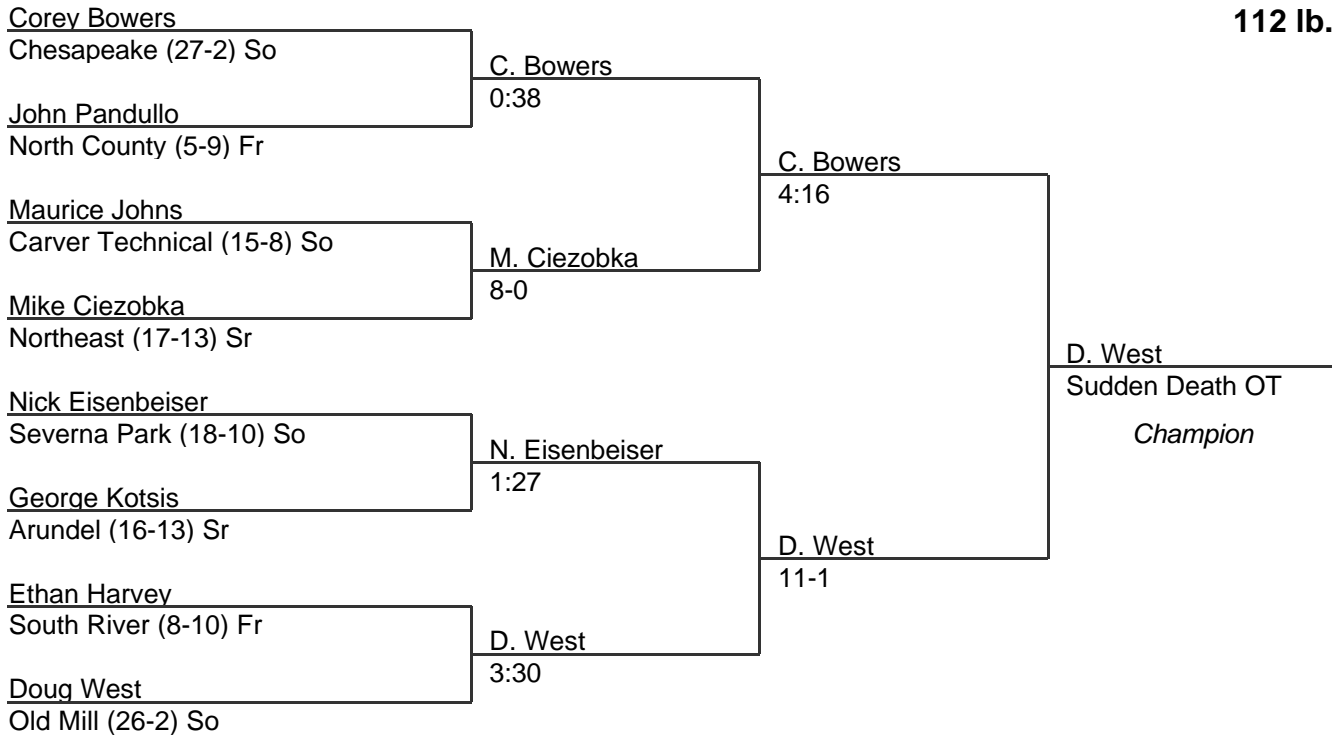 112 lb.
Corey Bowers
Chesapeake (27-2) So
John Pandullo
North County (5-9) Fr
Maurice Johns
Carver Technical (15-8) So
Mike Ciezobka
Northeast (17-13) Sr
Nick Eisenbeiser
Severna Park (18-10) So
George Kotsis
Arundel (16-13) Sr
Ethan Harvey
South River (8-10) Fr
Doug West
Old Mill (26-2) So
C. Bowers
0:38
M. Ciezobka
8-0
N. Eisenbeiser
1:27
D. West
3:30
C. Bowers
4:16
D. West
11-1
D. West
Sudden Death OT
Champion